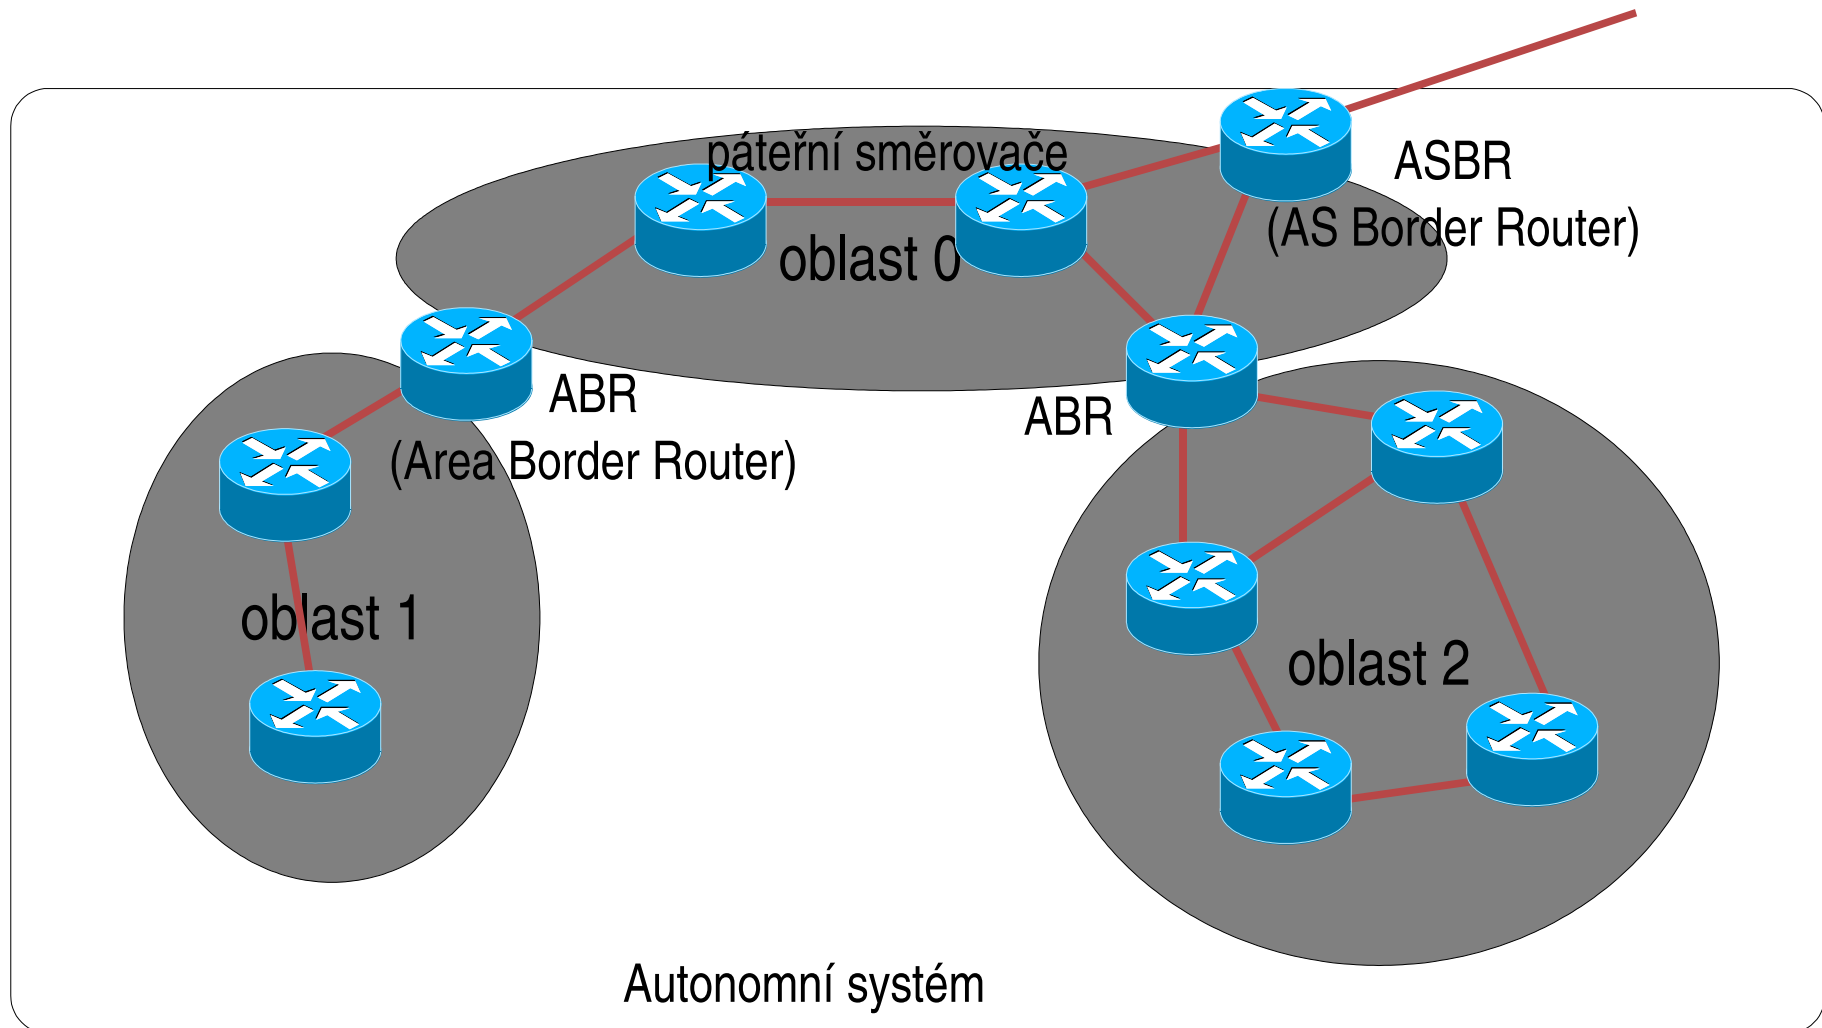 páteřní směrovače
ASBR
(AS Border Router)
oblast 0
ABR
(Area Border Router)
ABR
oblast 1
oblast 2
Autonomní systém